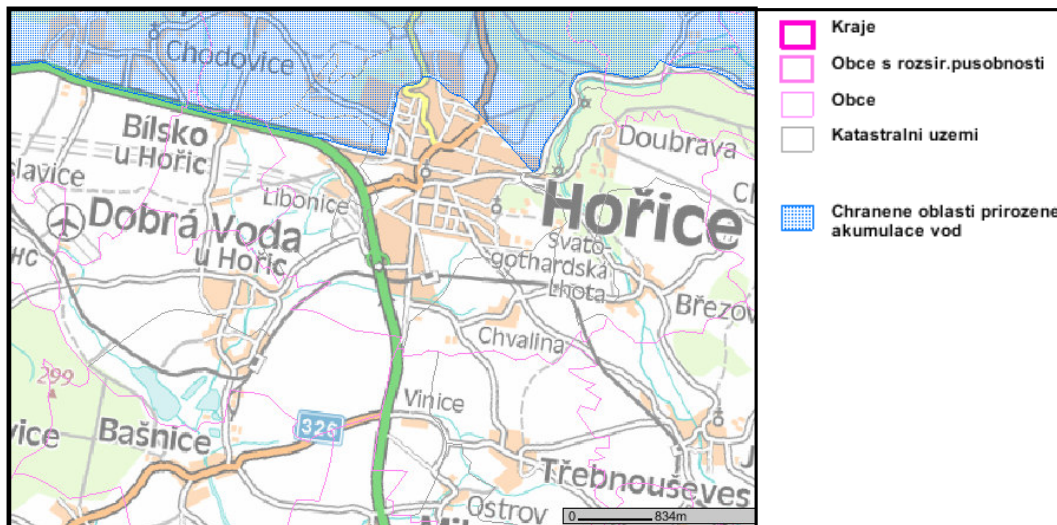 Chodovice
Bílsko
u Hořic
slavice
Libonice
Dobrá Voda
u Hořic
HC
Doubrava
Hořice
Svato
gothardská
Lhota
Březov
Chvalina
299
vice
Bašnice
326
Vinice
Třebnouševes
Ostrov
0
834m
Kraje
Obce s rozsir.pusobnosti
Obce
Katastralni uzemi
Chranene oblasti prirozene
akumulace vod